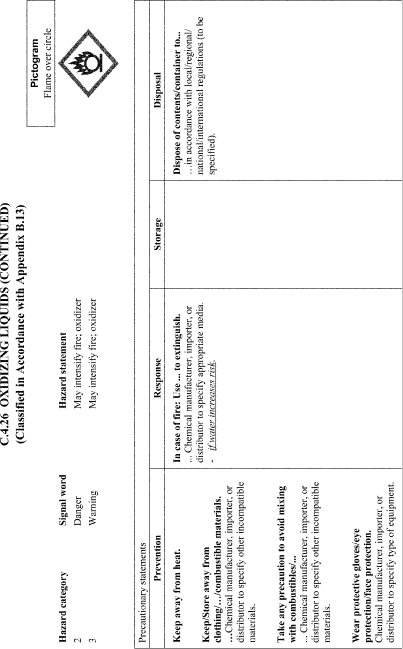 C.4.26 OXIDIZING LIQUIDS (CONTINUED)
(Classified in Accordance with Appendix B.13)
Pictogram
Flame over circle
Hazard category Signal word Hazard statement
2 Danger May intensify fire; oxidizer
3 Warning May intensify fire; oxidizer
Precautionary statements
Prevention Response Storage Disposal
Keep away from heat.
Keep/Store away from
clothing/…/combustible materials.
…Chemical manufacturer, importer, or
distributor to specify other incompatible
materials.
Take any precaution to avoid mixing
with combustibles/...
... Chemical manufacturer, importer, or
distributor to specify other incompatible
materials.
Wear protective gloves/eye
protection/face protection.
Chemical manufacturer, importer, or
distributor to specify type of equipment.
In case of fire: Use ... to extinguish.
... Chemical manufacturer, importer, or
distributor to specify appropriate media.
- if water increases risk.
Dispose of contents/container to...
…in accordance with local/regional/
national/international regulations (to be
specified).